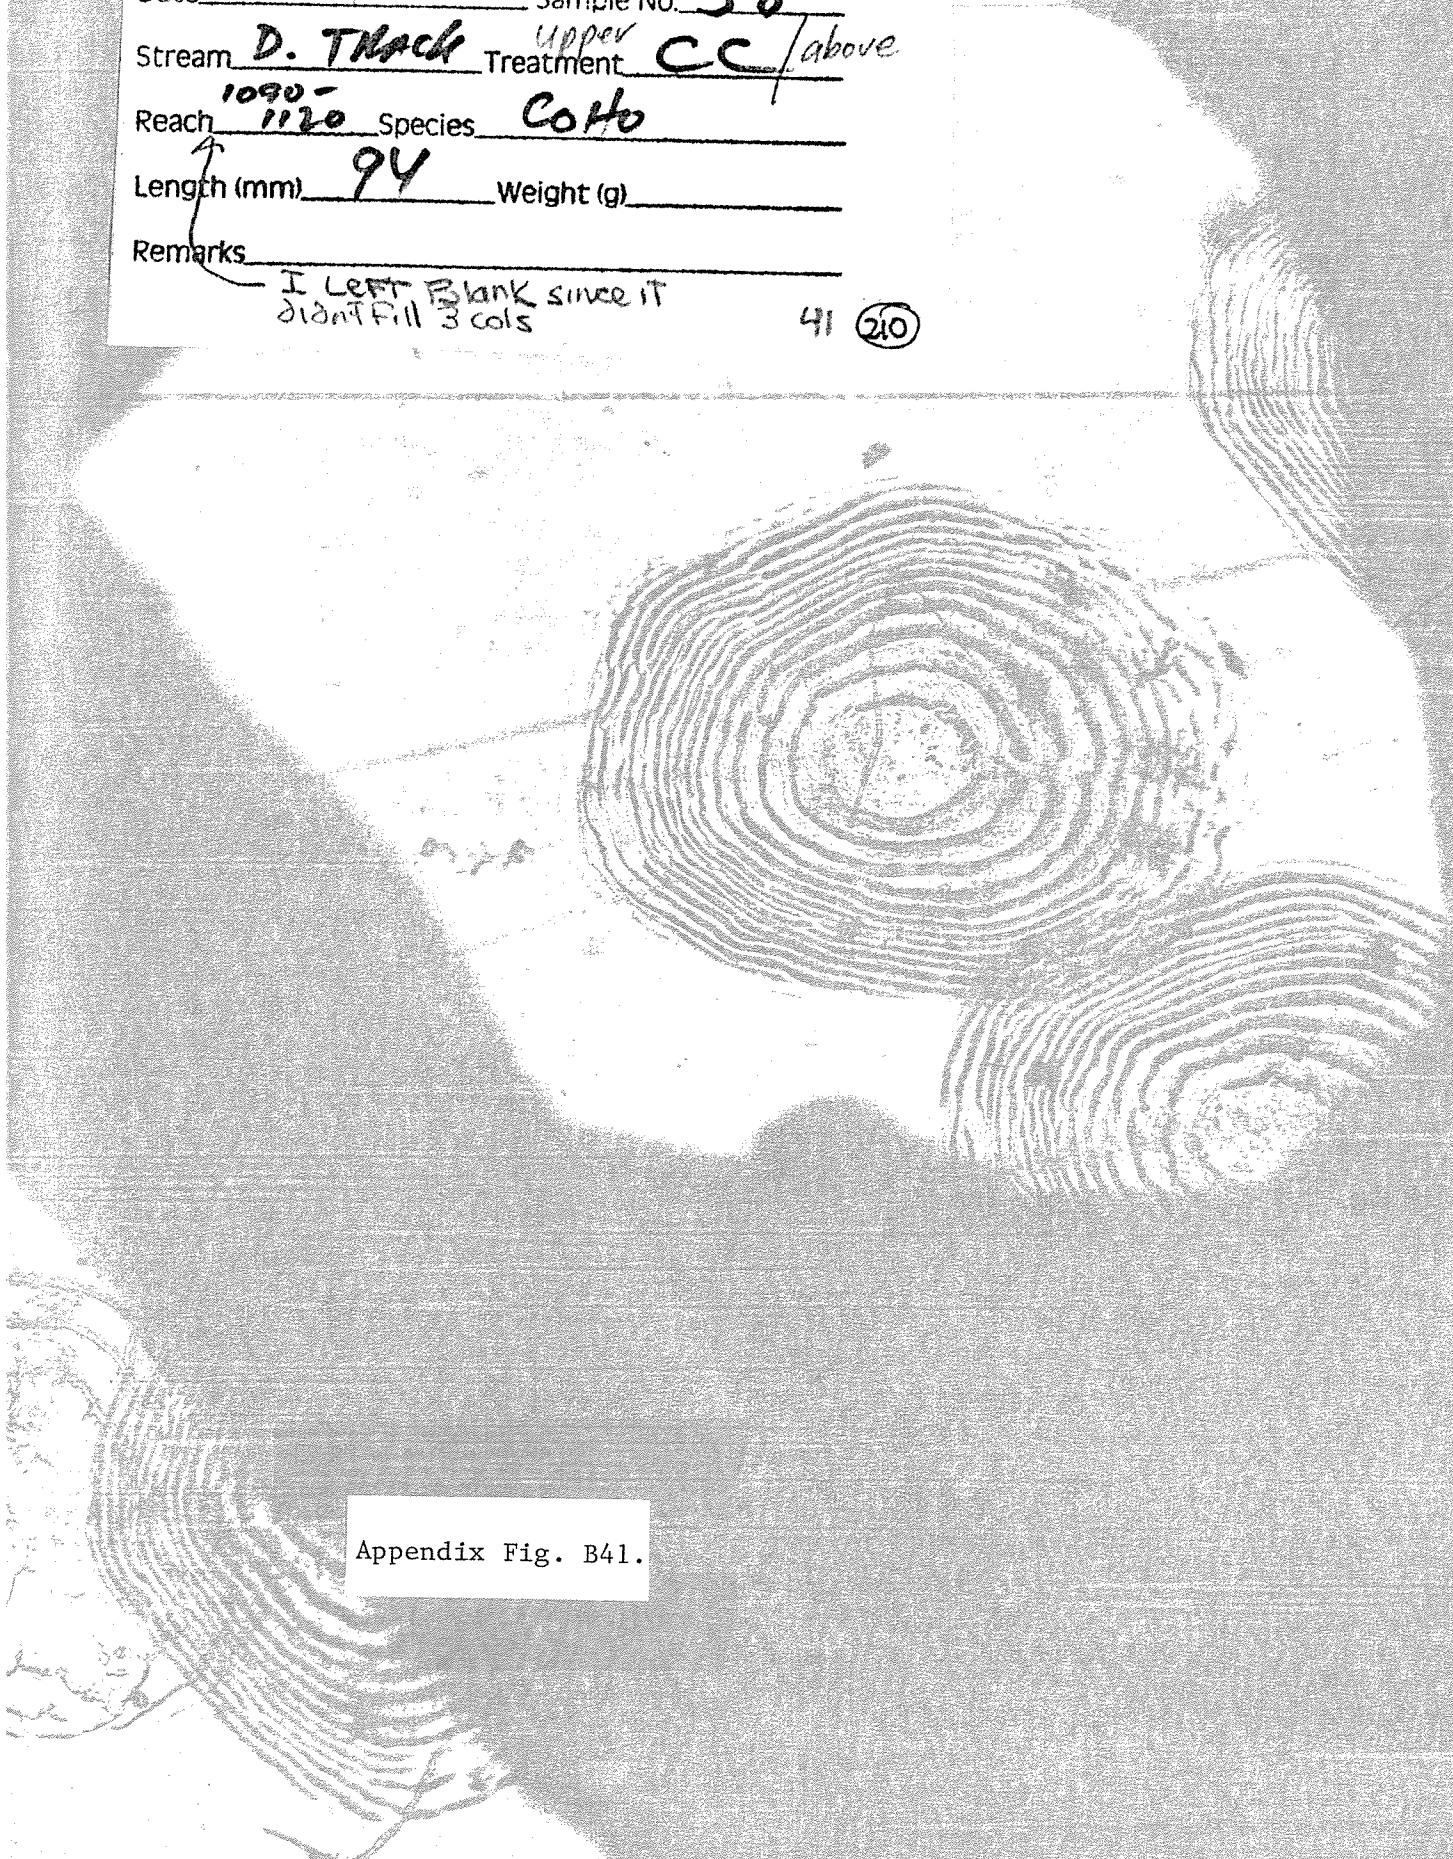 Sample No.
Stream D. Track upper Treatment CC / above
Reach 1090-1120 Species CoHo
Length (mm) 94 Weight (g)
Remarks
I LEFT Blank since it
didnt fill 3 cols
41 210
Appendix Fig. B41.